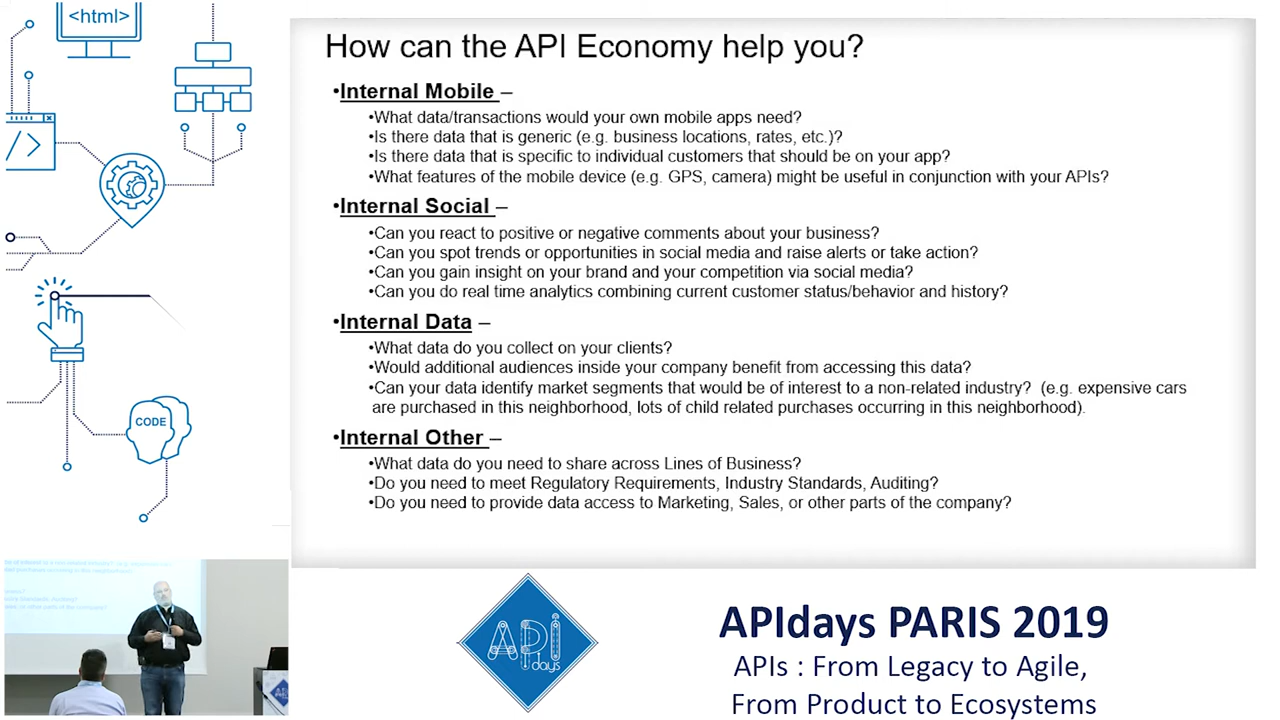 <html>
</>
CODE
How can the API Economy help you?
•Internal Mobile –
•What data/transactions would your own mobile apps need?
•Is there data that is generic (e.g. business locations, rates, etc.)?
•Is there data that is specific to individual customers that should be on your app?
•What features of the mobile device (e.g. GPS, camera) might be useful in conjunction with your APIs?
•Internal Social –
•Can you react to positive or negative comments about your business?
•Can you spot trends or opportunities in social media and raise alerts or take action?
•Can you gain insight on your brand and your competition via social media?
•Can you do real time analytics combining current customer status/behavior and history?
•Internal Data –
•What data do you collect on your clients?
•Would additional audiences inside your company benefit from accessing this data?
•Can your data identify market segments that would be of interest to a non-related industry?  (e.g. expensive cars
are purchased in this neighborhood, lots of child related purchases occurring in this neighborhood).
•Internal Other –
•What data do you need to share across Lines of Business?
•Do you need to meet Regulatory Requirements, Industry Standards, Auditing?
•Do you need to provide data access to Marketing, Sales, or other parts of the company?
API
days
APIdays PARIS 2019
APIs : From Legacy to Agile,
From Product to Ecosystems